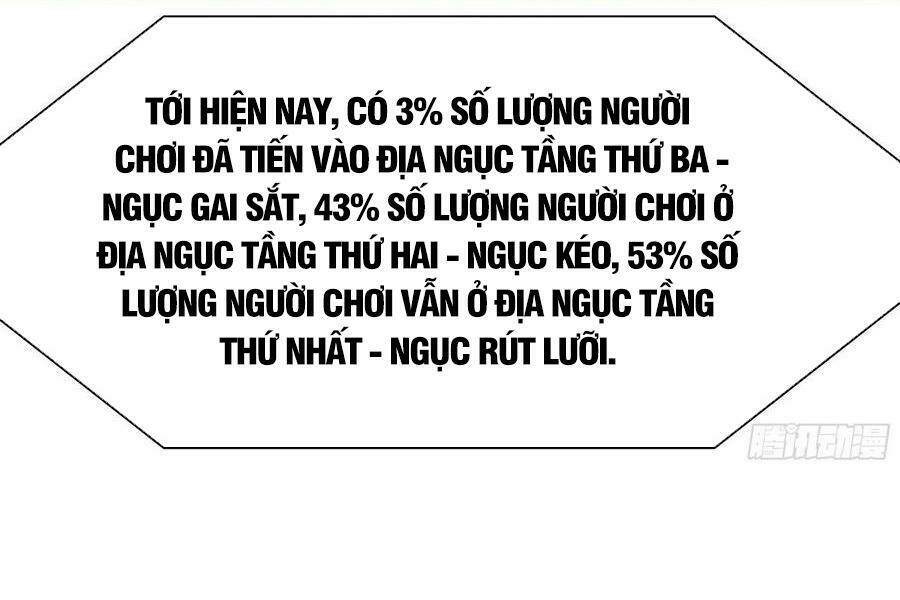 TỚI HIỆN NAY, CÓ 3% SỐ LƯỢNG NGƯỜI
CHƠI ĐÃ TIẾN VÀO ĐỊA NGỤC TẦNG THỨ BA -
NGỤC GAI SẮT, 43% SỐ LƯỢNG NGƯỜI CHƠI Ở
ĐỊA NGỤC TẦNG THỨ HAI - NGỤC KÉO, 53% SỐ
LƯỢNG NGƯỜI CHƠI VẪN Ở ĐỊA NGỤC TẦNG
THỨ NHẤT - NGỤC RÚT LƯỠI.
腾讯动漫